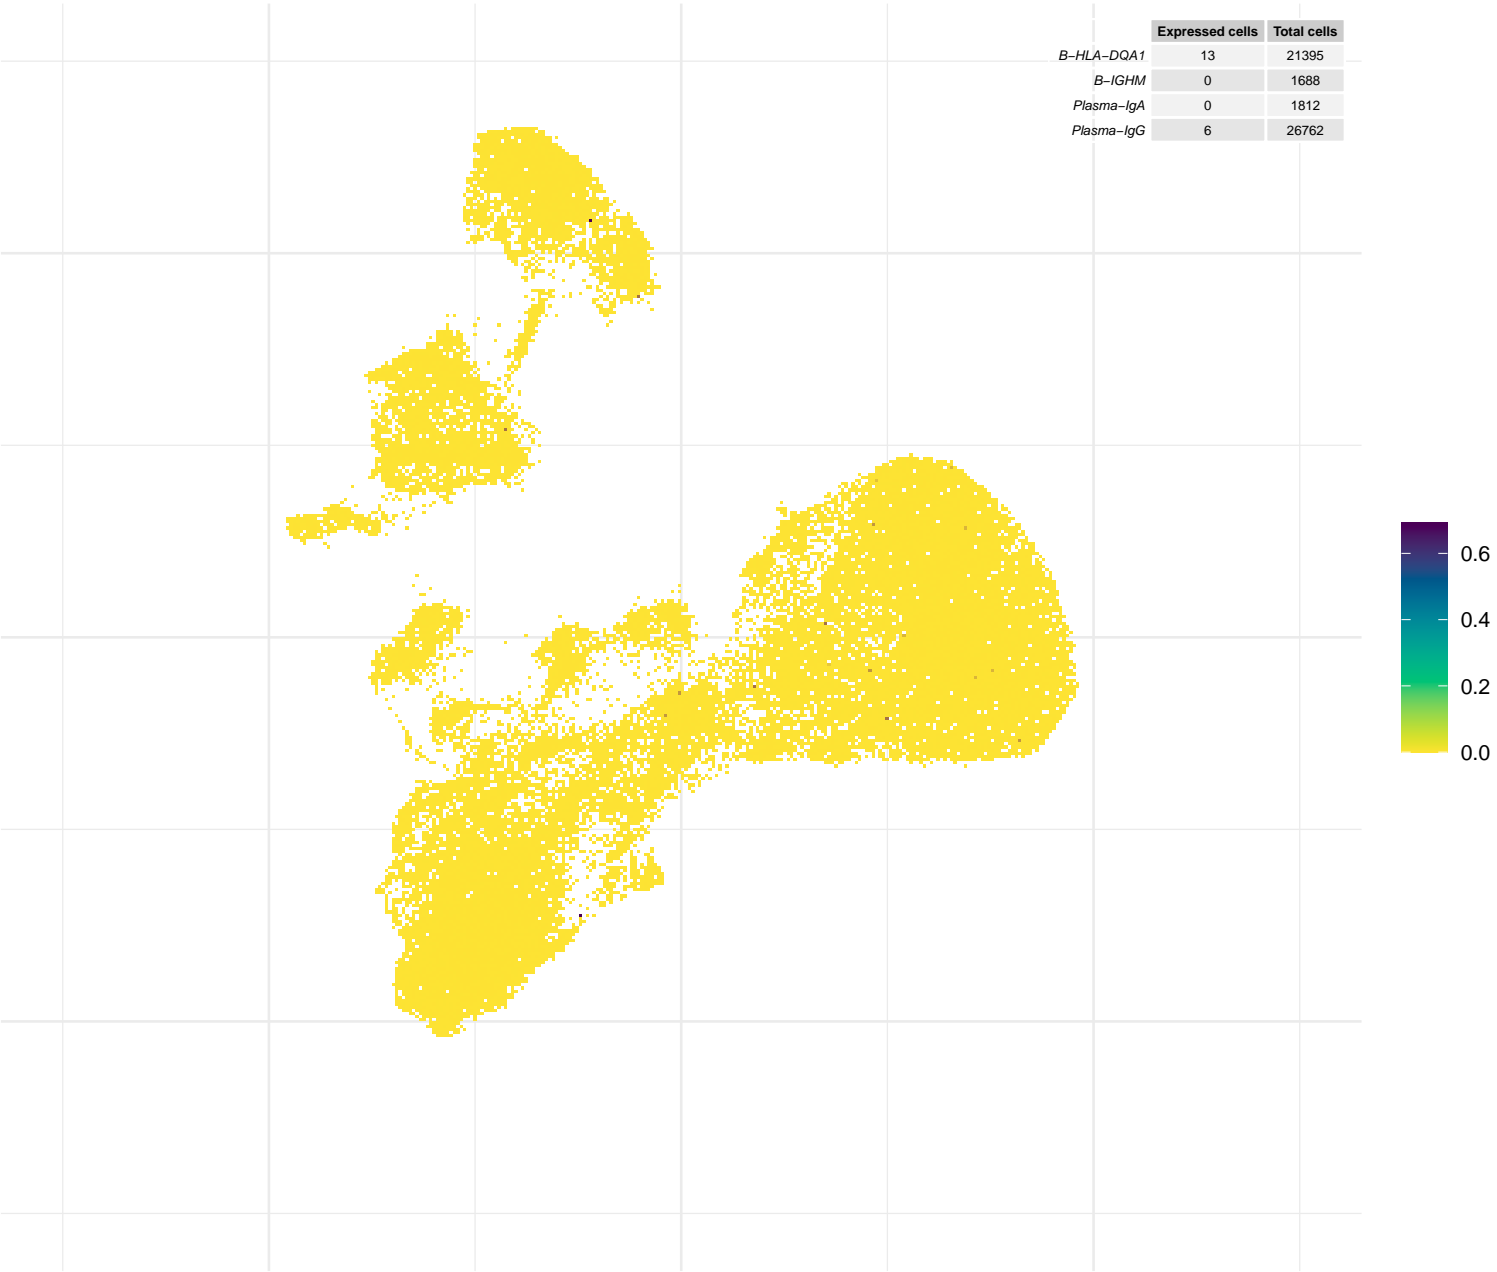 Expressed cells Total cells
B−HLA−DQA1 13 21395
B−IGHM 0 1688
Plasma−IgA 0 1812
Plasma−IgG 6 26762
0.6
0.4
0.2
0.0